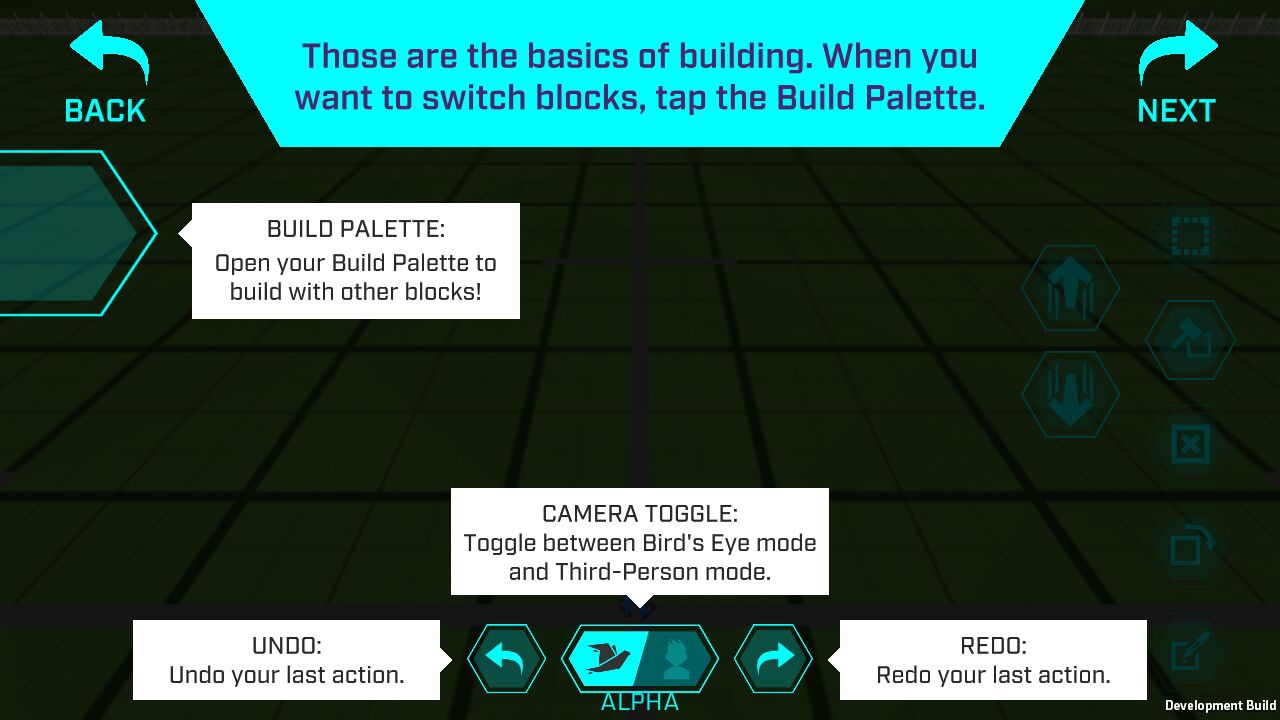 Those are the basics of building. When you
want to switch blocks, tap the Build Palette.
BACK
NEXT
BUILD PALETTE:
Open your Build Palette to
build with other blocks!
CAMERA TOGGLE:
Toggle between Bird's Eye mode
and Third-Person mode.
UNDO:
Undo your last action.
REDO:
Redo your last action.
ALPHA
Development Build